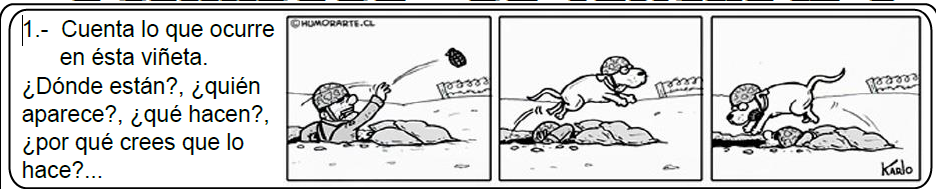 1.- Cuenta lo que ocurre
en ésta viñeta.
¿Dónde están?, ¿quién
aparece?, ¿qué hacen?,
¿por qué crees que lo
hace?...
©HUMORARTE.CL
KARLO